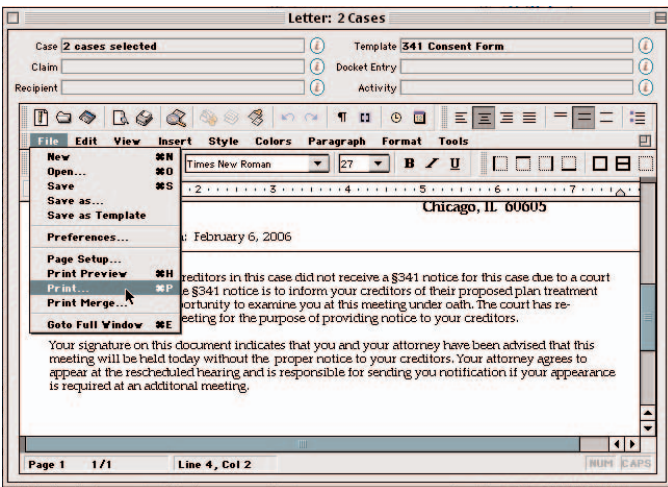 Letter: 2 Cases
Case 2 cases selected
Template 341 Consent Form
Claim
Docket Entry
Recipient
Activity
File Edit View Insert Style Colors Paragraph Format Tools
New ⌘N
Open... ⌘O
Save ⌘S
Save as...
Save as Template
Preferences...
Page Setup...
Print Preview ⌘H
Print... ⌘P
Print Merge...
Goto Full Window ⌘E
Times New Roman 27 B I U
2 3 4 5 6 7
Chicago, IL 60605
: February 6, 2006
reditors in this case did not receive a §341 notice for this case due to a court
e §341 notice is to inform your creditors of their proposed plan treatment
ortunity to examine you at this meeting under oath. The court has re-
eeting for the purpose of providing notice to your creditors.
Your signature on this document indicates that you and your attorney have been advised that this
meeting will be held today without the proper notice to your creditors. Your attorney agrees to
appear at the rescheduled hearing and is responsible for sending you notification if your appearance
is required at an additonal meeting.
Page 1 1/1 Line 4, Col 2 NUM CAPS